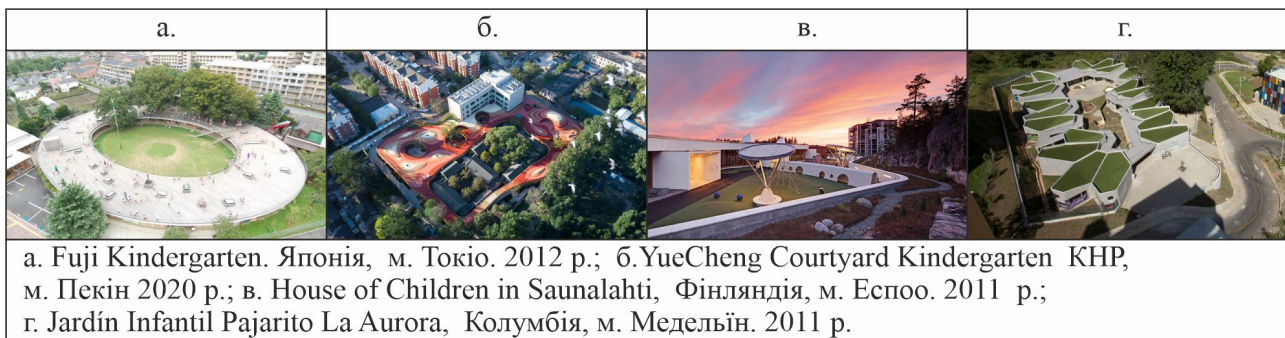 а. б. в. г.
а. Fuji Kindergarten. Японія, м. Токіо. 2012 р.; б.YueCheng Courtyard Kindergarten КНР,
м. Пекін 2020 р.; в. House of Children in Saunalahti, Фінляндія, м. Еспоо. 2011 р.;
г. Jardín Infantil Pajarito La Aurora, Колумбія, м. Медельїн. 2011 р.